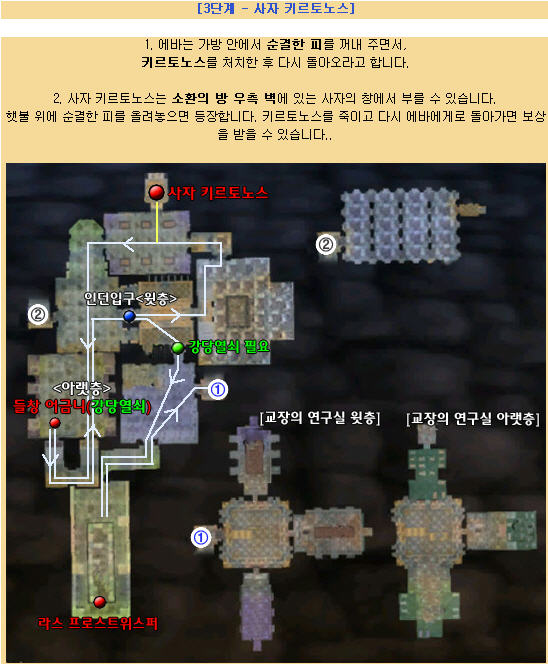 [3단계 - 사자 키르토노스]
1. 에바는 가방 안에서 순결한 피를 꺼내 주면서,
키르토노스를 처치한 후 다시 돌아오라고 합니다.
2. 사자 키르토노스는 소환의 방 우측 벽에 있는 사자의 창에서 부를 수 있습니다.
횃불 위에 순결한 피를 올려놓으면 등장합니다. 키르토노스를 죽이고 다시 에바에게로 돌아가면 보상
을 받을 수 있습니다..
사자 키르토노스
②
인던입구<윗층>
②
강당열쇠 필요
<아랫층>
들창 어금니(강당열쇠)
①
[교장의 연구실 윗층]
[교장의 연구실 아랫층]
①
라스 프로스트위스퍼